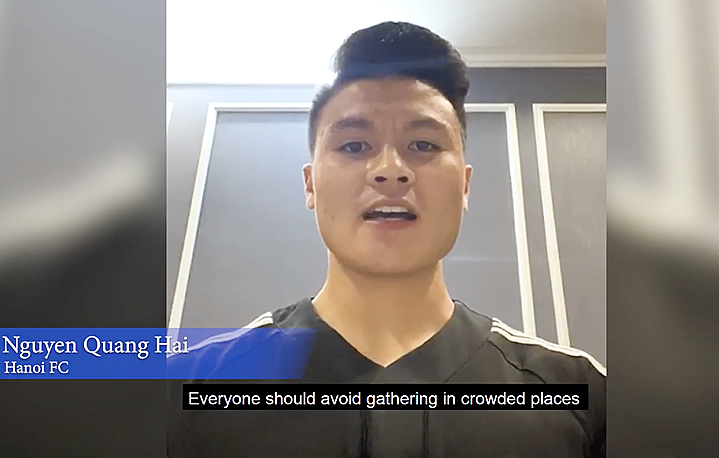 Nguyen Quang Hai
Hanoi FC
Everyone should avoid gathering in crowded places